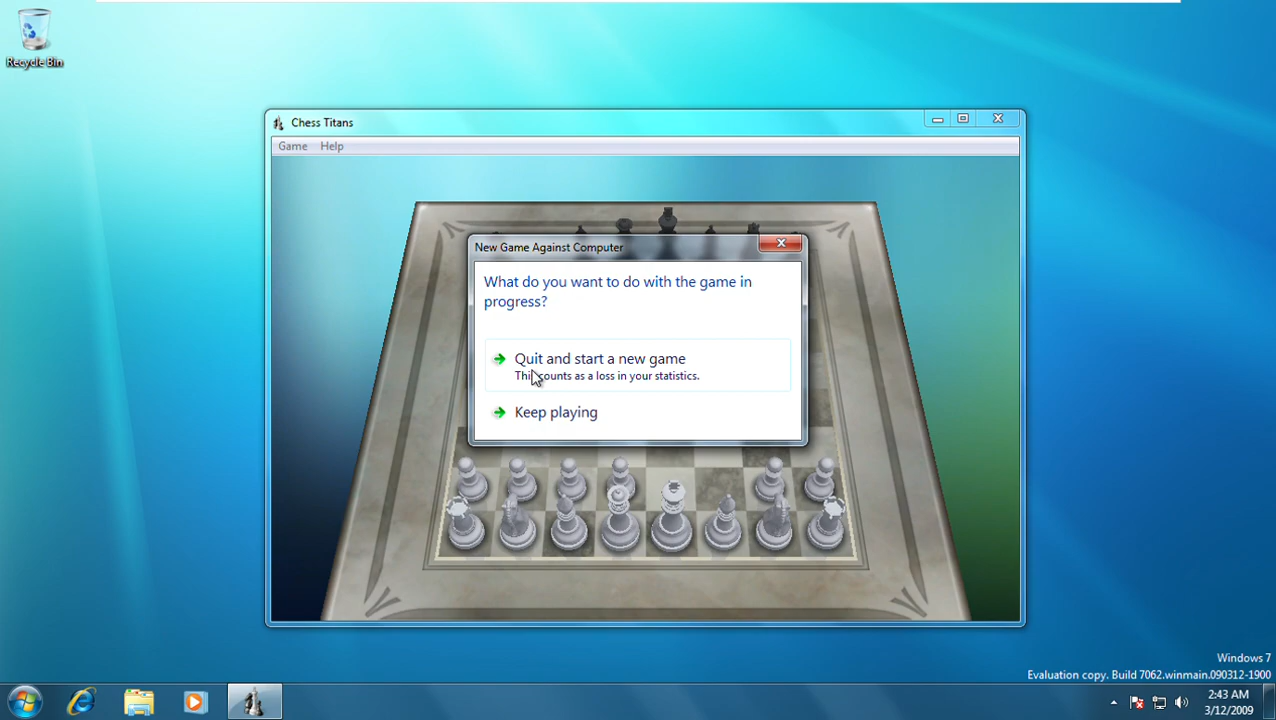 Recycle Bin
Chess Titans
Game Help
New Game Against Computer
What do you want to do with the game in
progress?
Quit and start a new game
This counts as a loss in your statistics.
Keep playing
Windows 7
Evaluation copy. Build 7062.winmain.090312-1900
2:43 AM
3/12/2009